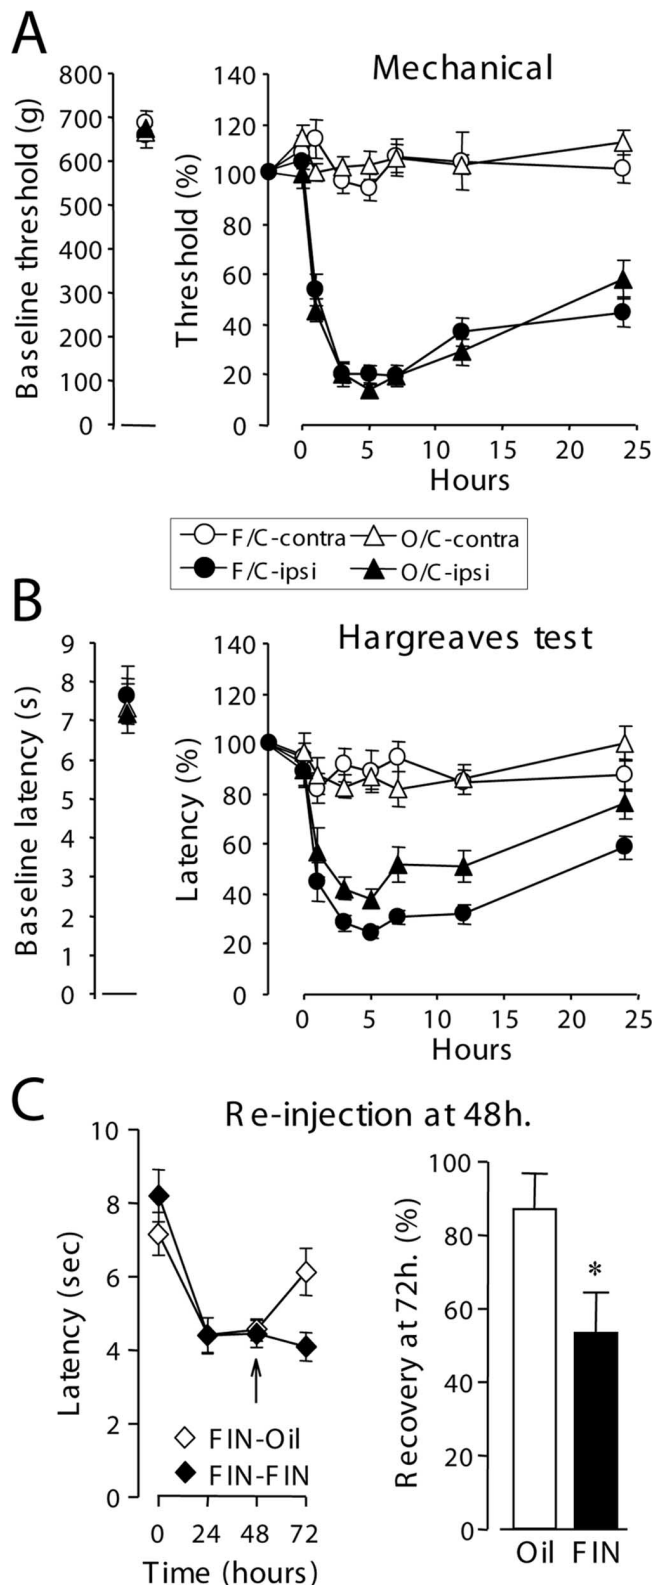 A
Mechanical
Baseline threshold (g)
800
700
600
500
400
300
200
100
0
Threshold (%)
140
120
100
80
60
40
20
0
0 5 10 15 20 25
Hours
F/C-contra O/C-contra
F/C-ipsi O/C-ipsi
B
Hargreaves test
Baseline latency (s)
9
8
7
6
5
4
3
2
1
0
Latency (%)
140
120
100
80
60
40
20
0
0 5 10 15 20 25
Hours
C
Re-injection at 48h.
Latency (sec)
10
8
6
4
2
0
FIN-Oil
FIN-FIN
0 24 48 72
Time (hours)
Recovery at 72h. (%)
100
80
60
40
20
0
*
Oil FIN